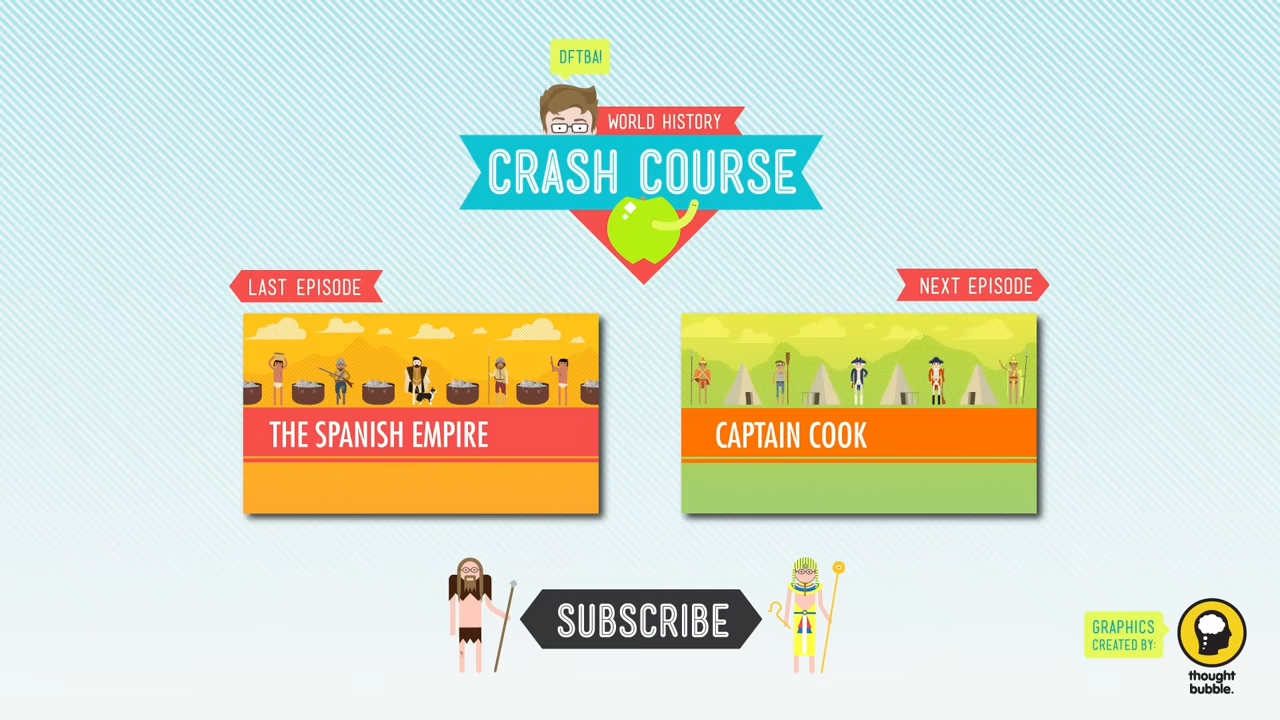 DFTBA!
WORLD HISTORY
CRASH COURSE
LAST EPISODE
NEXT EPISODE
THE SPANISH EMPIRE
CAPTAIN COOK
SUBSCRIBE
GRAPHICS
CREATED BY:
thought
bubble.